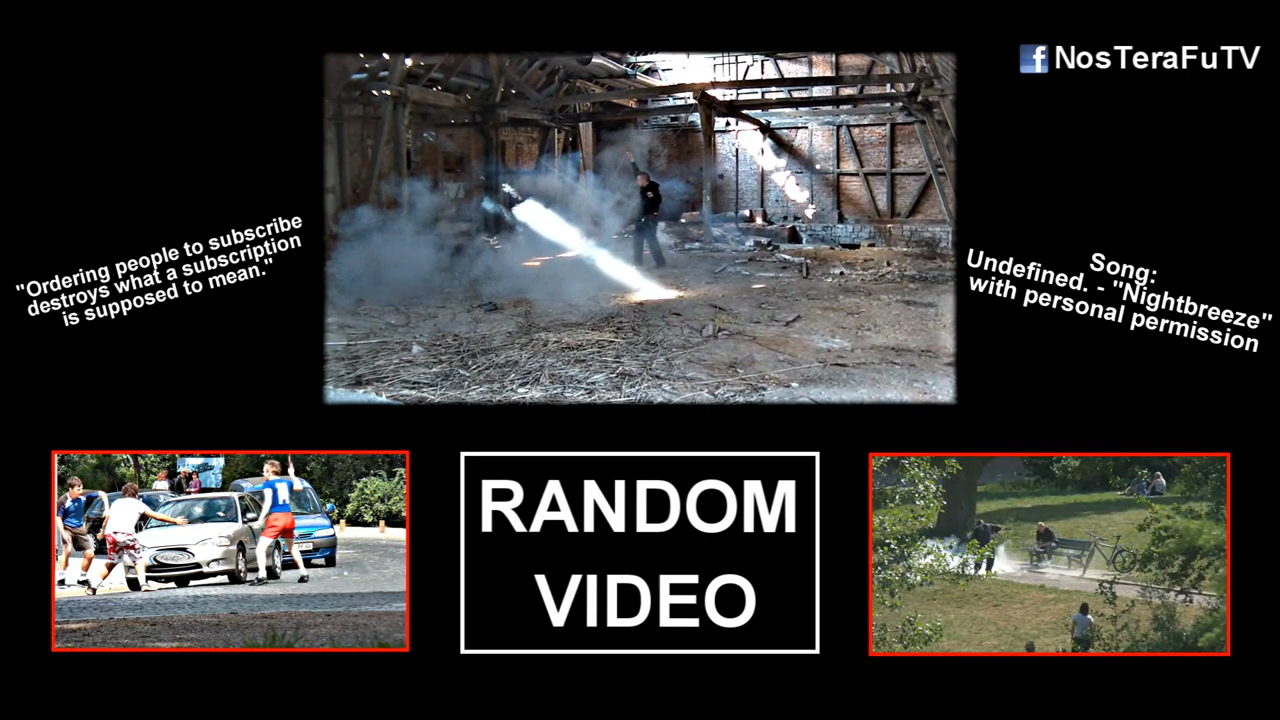 NosTeraFuTV
"Ordering people to subscribe
destroys what a subscription
is supposed to mean."
Song:
Undefined. - "Nightbreeze"
with personal permission
RANDOM
VIDEO